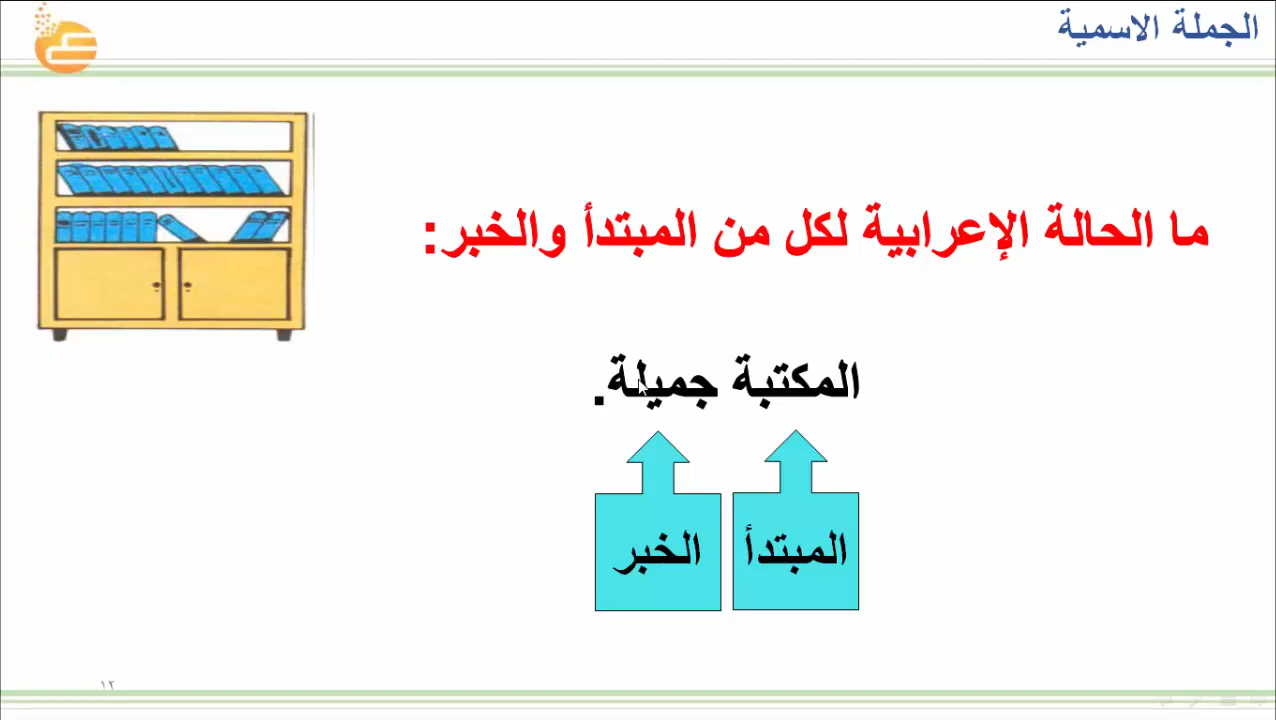 الجملة الاسمية
ما الحالة الإعرابية لكل من المبتدأ والخبر:
المكتبة جميلة.
المبتدأ
الخبر
١٢